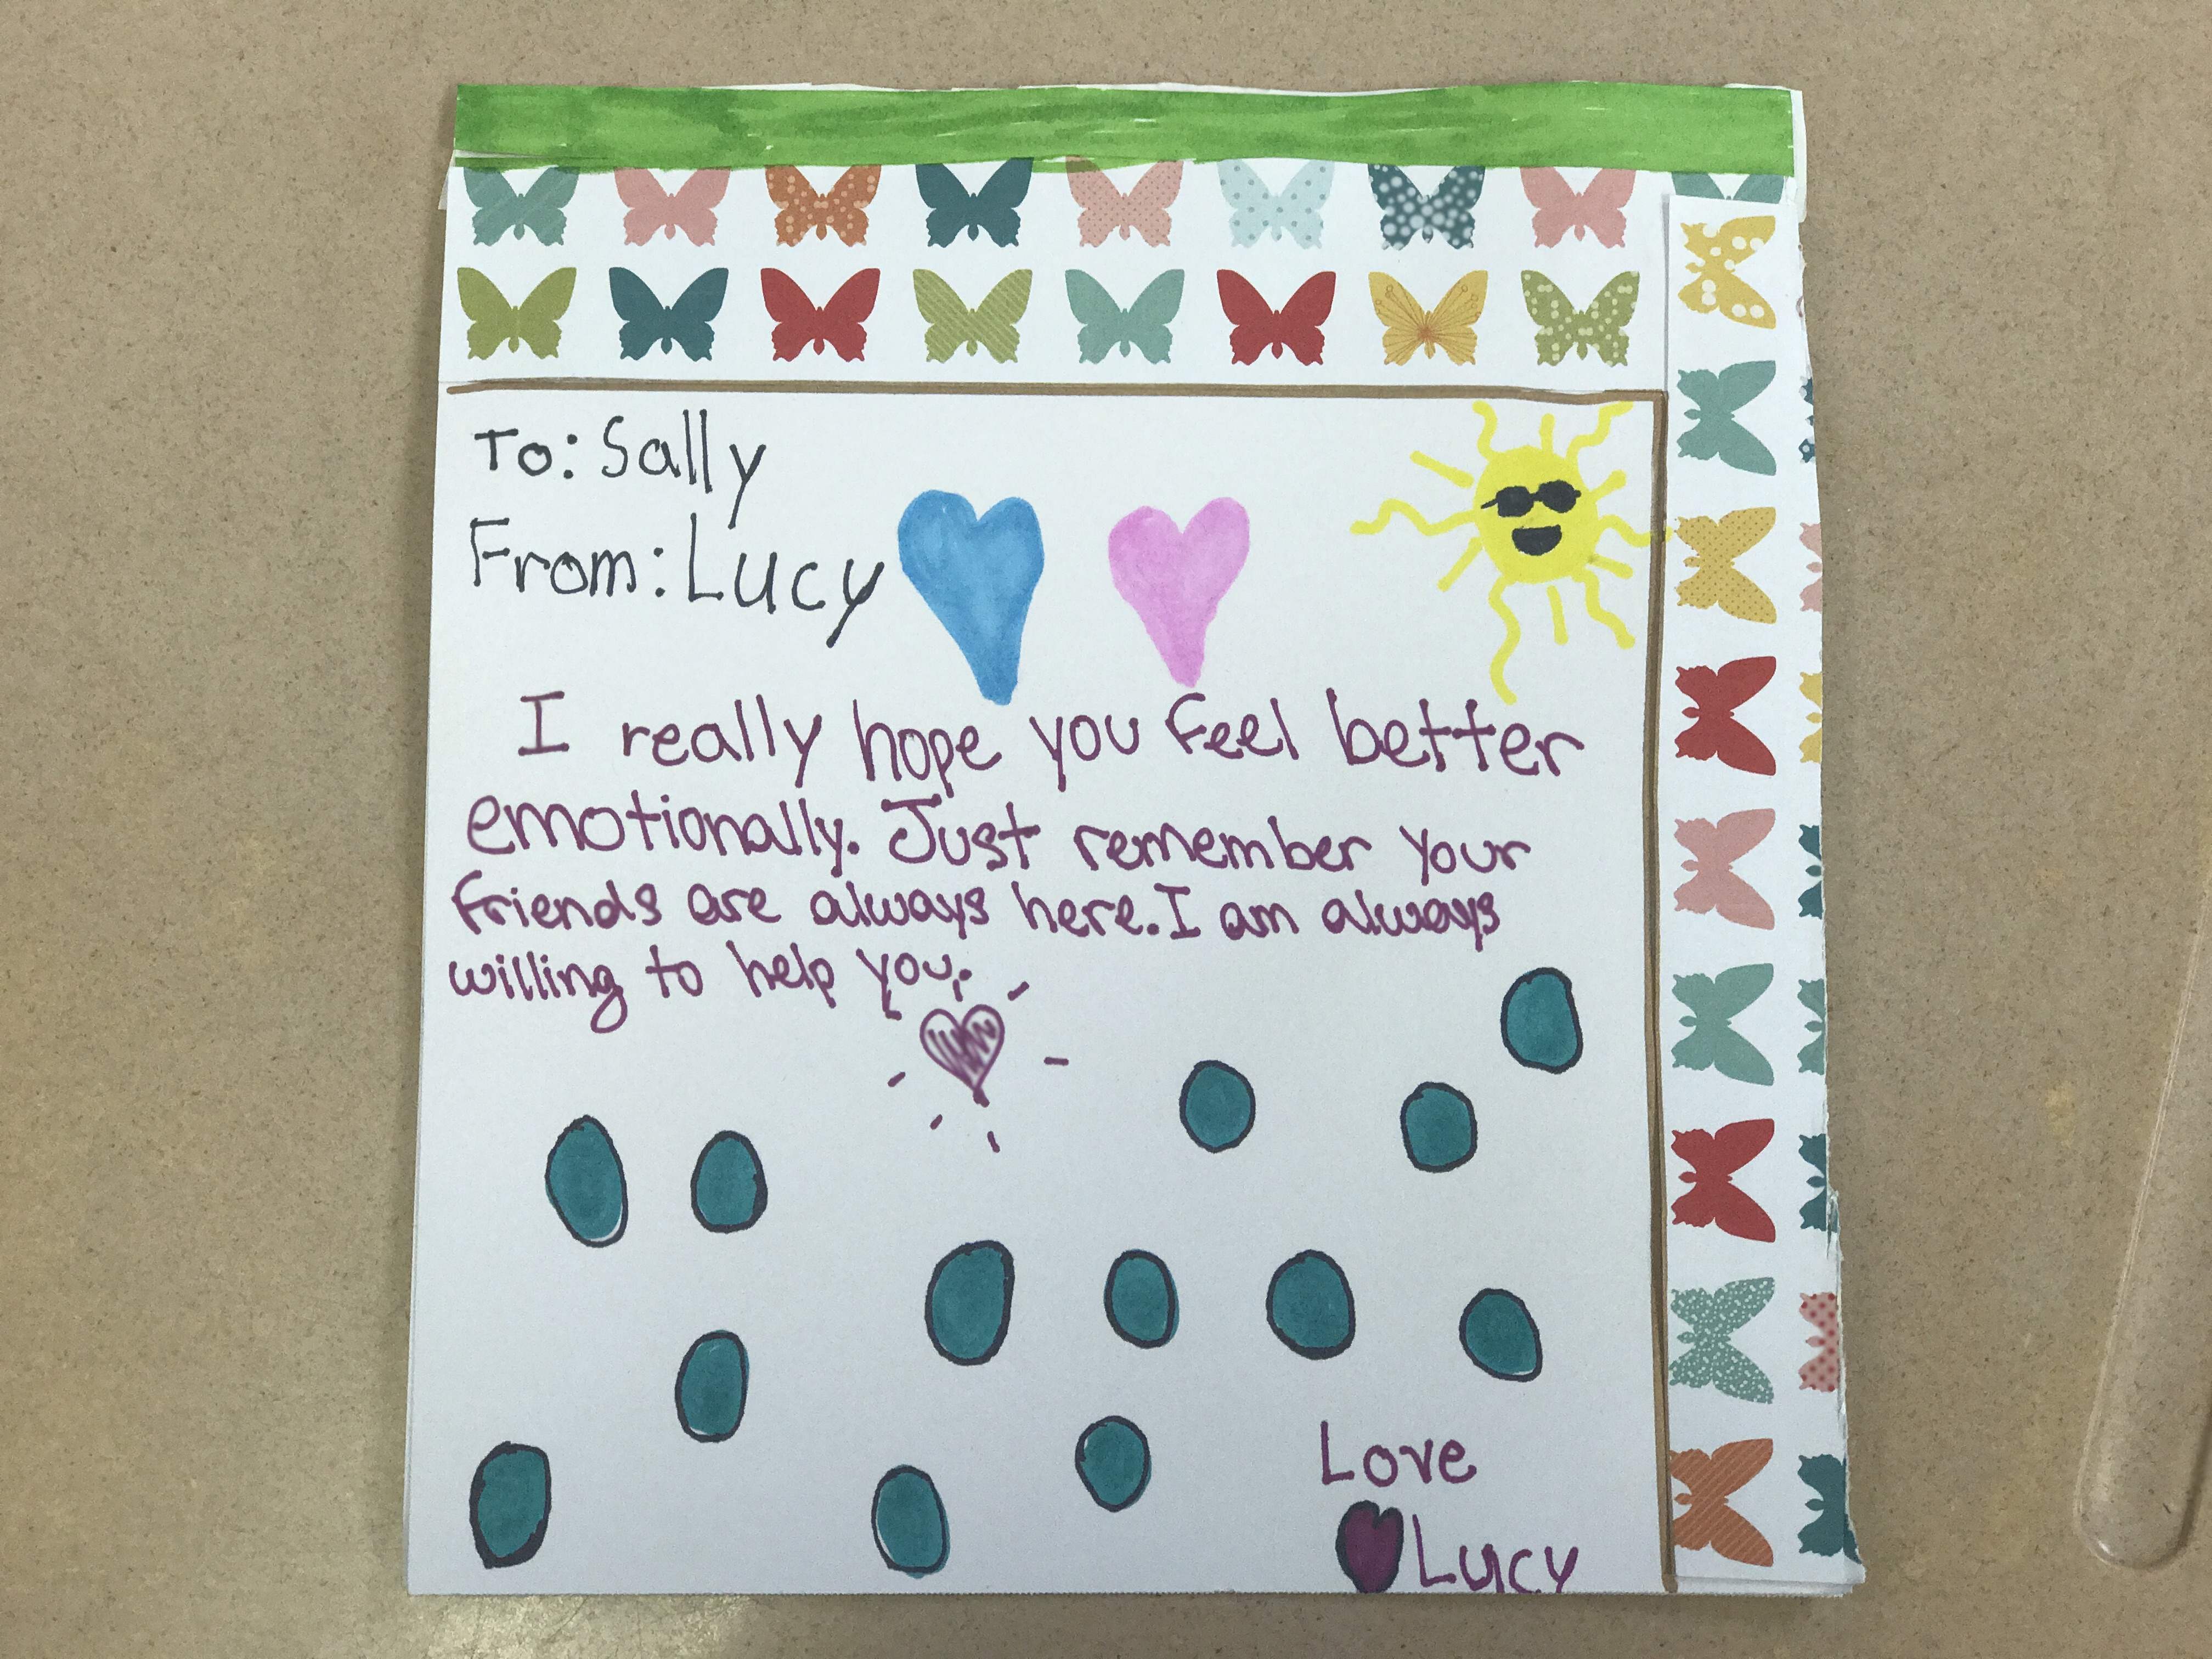 To: Sally
From: Lucy
I really hope you feel better
emotionally. Just remember your
friends are always here. I am always
willing to help you.
Love
Lucy